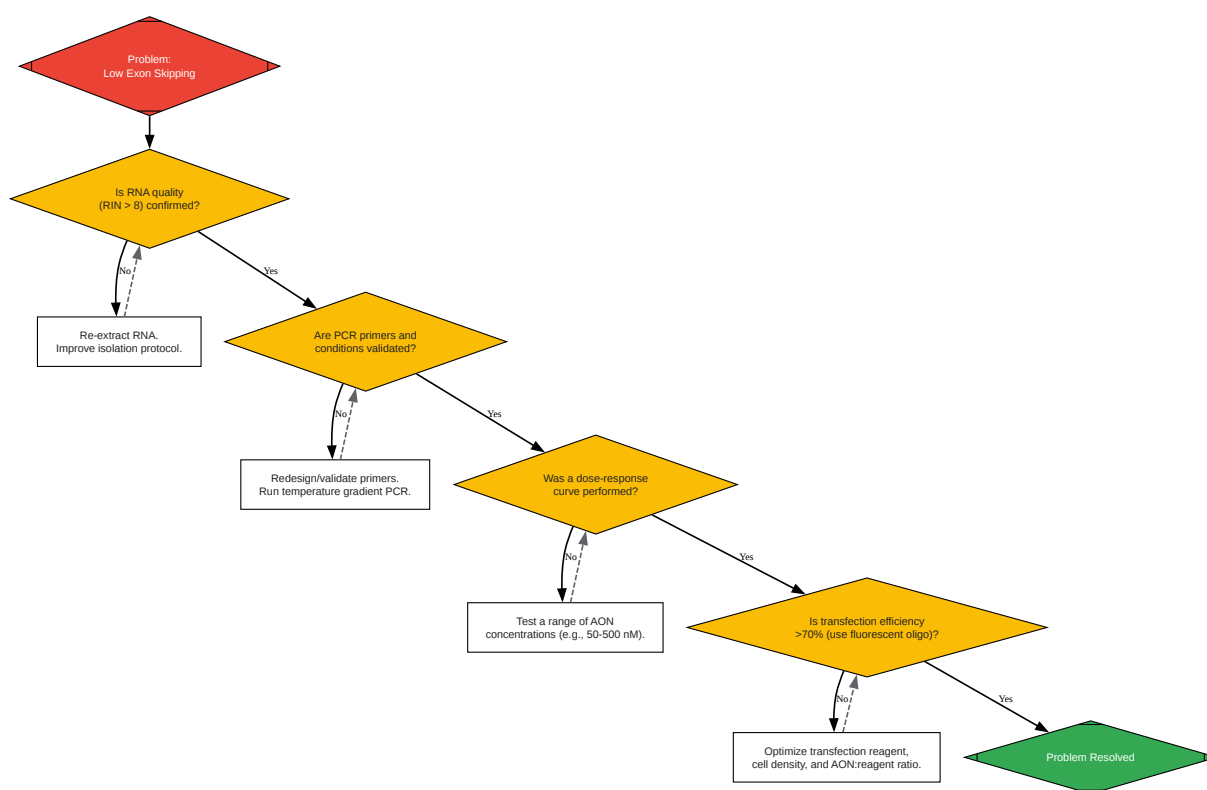 Problem:
Low Exon Skipping
Is RNA quality
(RIN > 8) confirmed?
No
Yes
Re-extract RNA.
Improve isolation protocol.
Are PCR primers and
conditions validated?
No
Yes
Redesign/validate primers.
Run temperature gradient PCR.
Was a dose-response
curve performed?
No
Yes
Test a range of AON
concentrations (e.g., 50-500 nM).
Is transfection efficiency
>70% (use fluorescent oligo)?
No
Yes
Optimize transfection reagent,
cell density, and AON:reagent ratio.
Problem Resolved